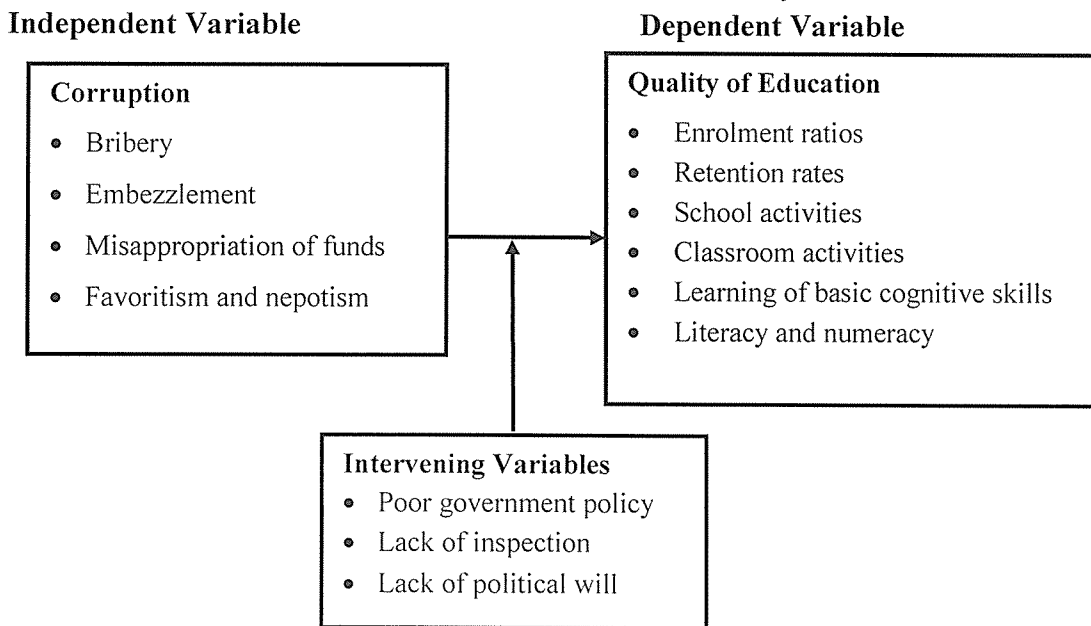 Independent Variable
Dependent Variable
Corruption
• Bribery
• Embezzlement
• Misappropriation of funds
• Favoritism and nepotism
Quality of Education
• Enrolment ratios
• Retention rates
• School activities
• Classroom activities
• Learning of basic cognitive skills
• Literacy and numeracy
Intervening Variables
• Poor government policy
• Lack of inspection
• Lack of political will